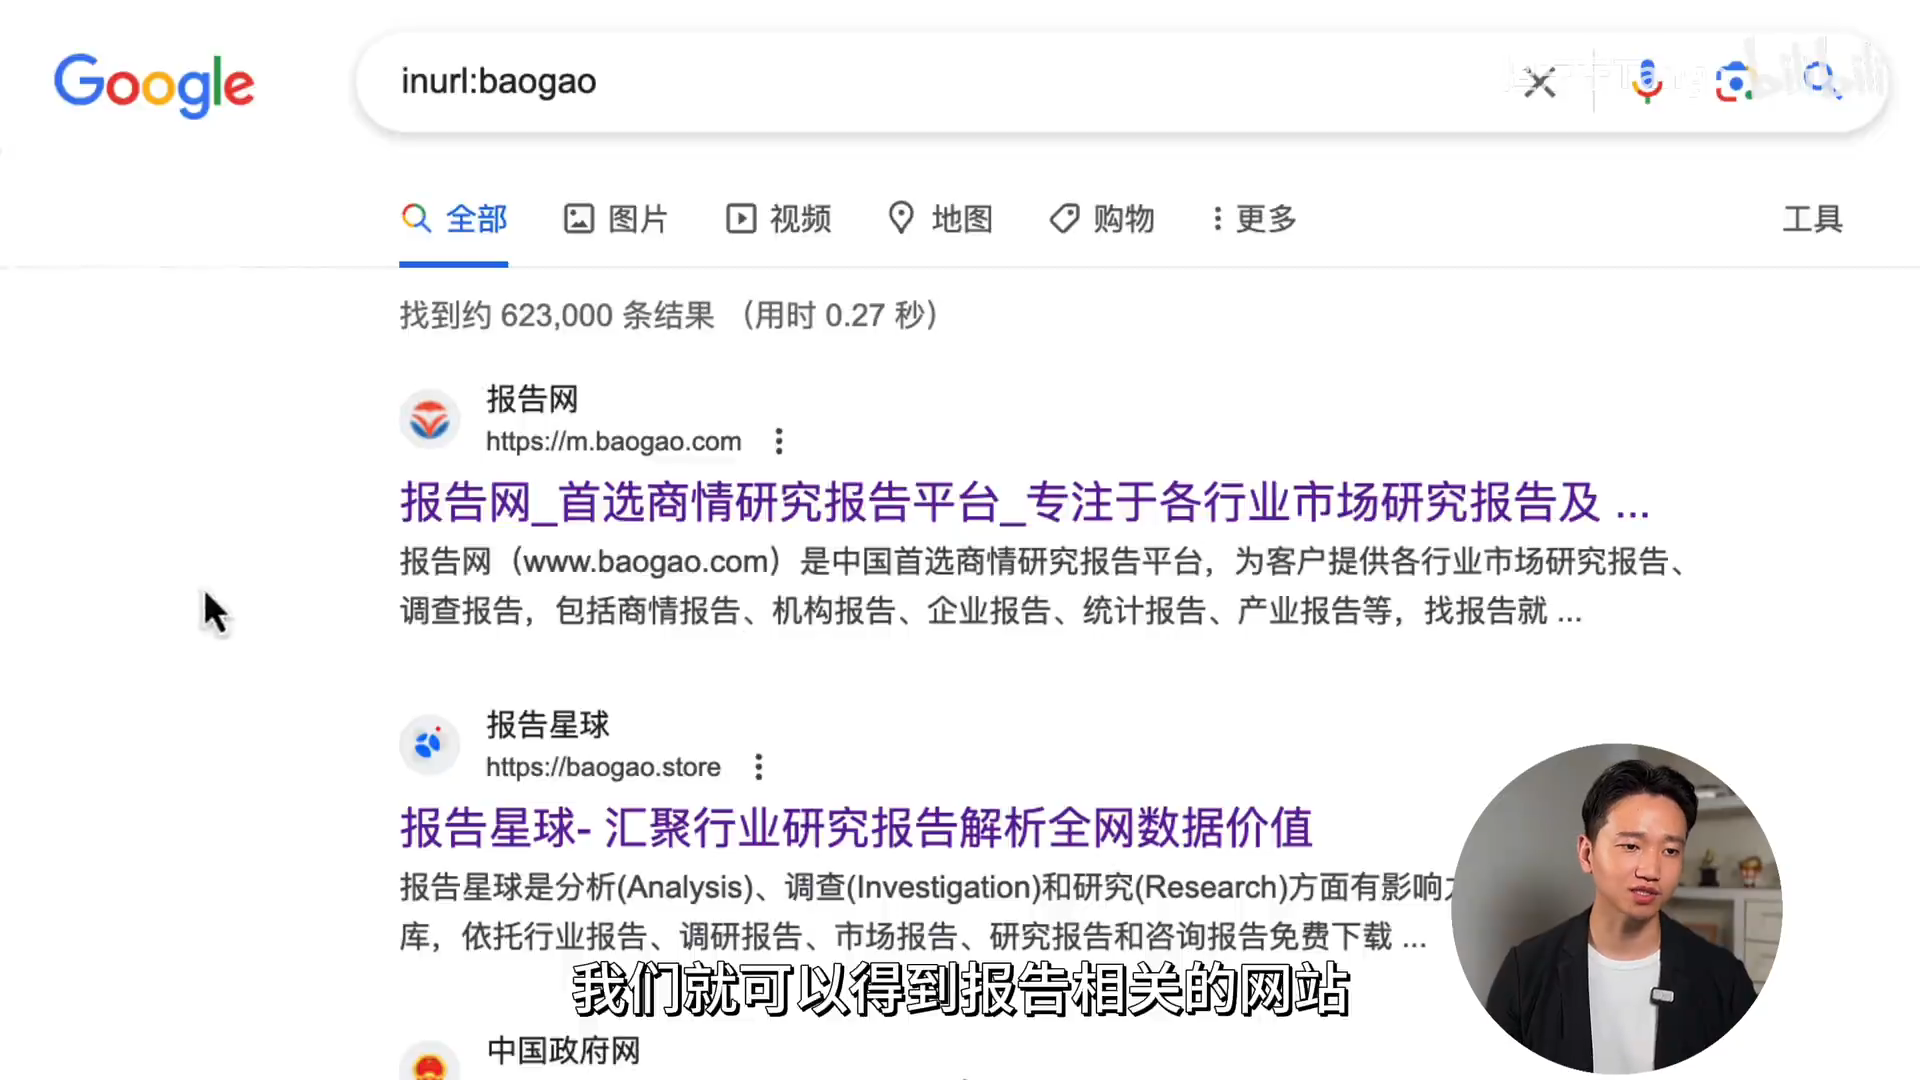 Google
inurl:baogao
bilibili
全部
图片
视频
地图
购物
更多
工具
找到约 623,000 条结果 （用时 0.27 秒）
报告网
https://m.baogao.com
报告网_首选商情研究报告平台_专注于各行业市场研究报告及 ...
报告网（www.baogao.com）是中国首选商情研究报告平台，为客户提供各行业市场研究报告、
调查报告，包括商情报告、机构报告、企业报告、统计报告、产业报告等，找报告就 ...
报告星球
https://baogao.store
报告星球- 汇聚行业研究报告解析全网数据价值
报告星球是分析(Analysis)、调查(Investigation)和研究(Research)方面有影响
库，依托行业报告、调研报告、市场报告、研究报告和咨询报告免费下载 ...
我们就可以得到报告相关的网站
中国政府网